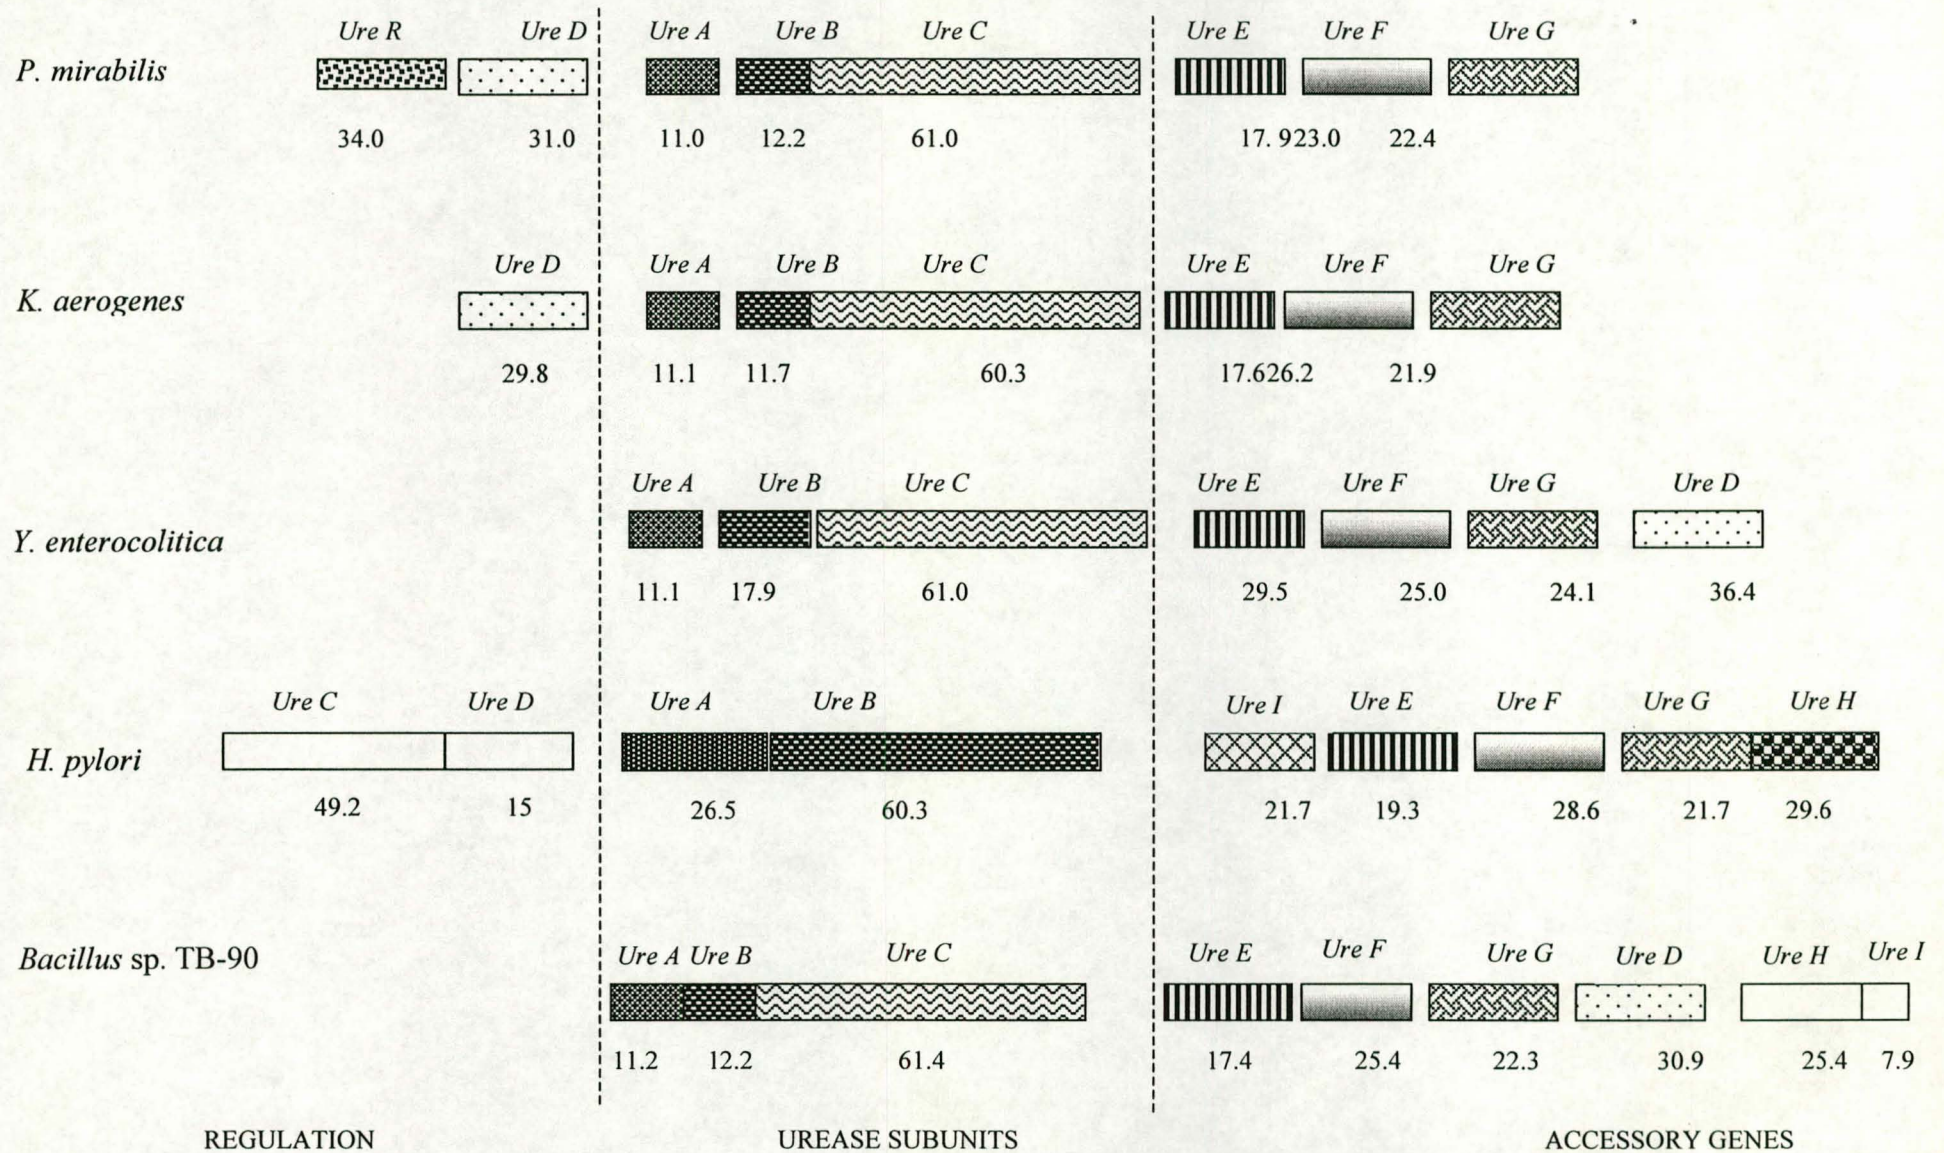 Ure R Ure D Ure A Ure B Ure C Ure E Ure F Ure G
P. mirabilis
34.0 31.0 11.0 12.2 61.0 17. 923.0 22.4
Ure D Ure A Ure B Ure C Ure E Ure F Ure G
K. aerogenes
29.8 11.1 11.7 60.3 17.626.2 21.9
Ure A Ure B Ure C Ure E Ure F Ure G Ure D
Y. enterocolitica
11.1 17.9 61.0 29.5 25.0 24.1 36.4
Ure C Ure D Ure A Ure B Ure I Ure E Ure F Ure G Ure H
H. pylori
49.2 15 26.5 60.3 21.7 19.3 28.6 21.7 29.6
Bacillus sp. TB-90 Ure A Ure B Ure C Ure E Ure F Ure G Ure D Ure H Ure I
11.2 12.2 61.4 17.4 25.4 22.3 30.9 25.4 7.9
REGULATION UREASE SUBUNITS ACCESSORY GENES